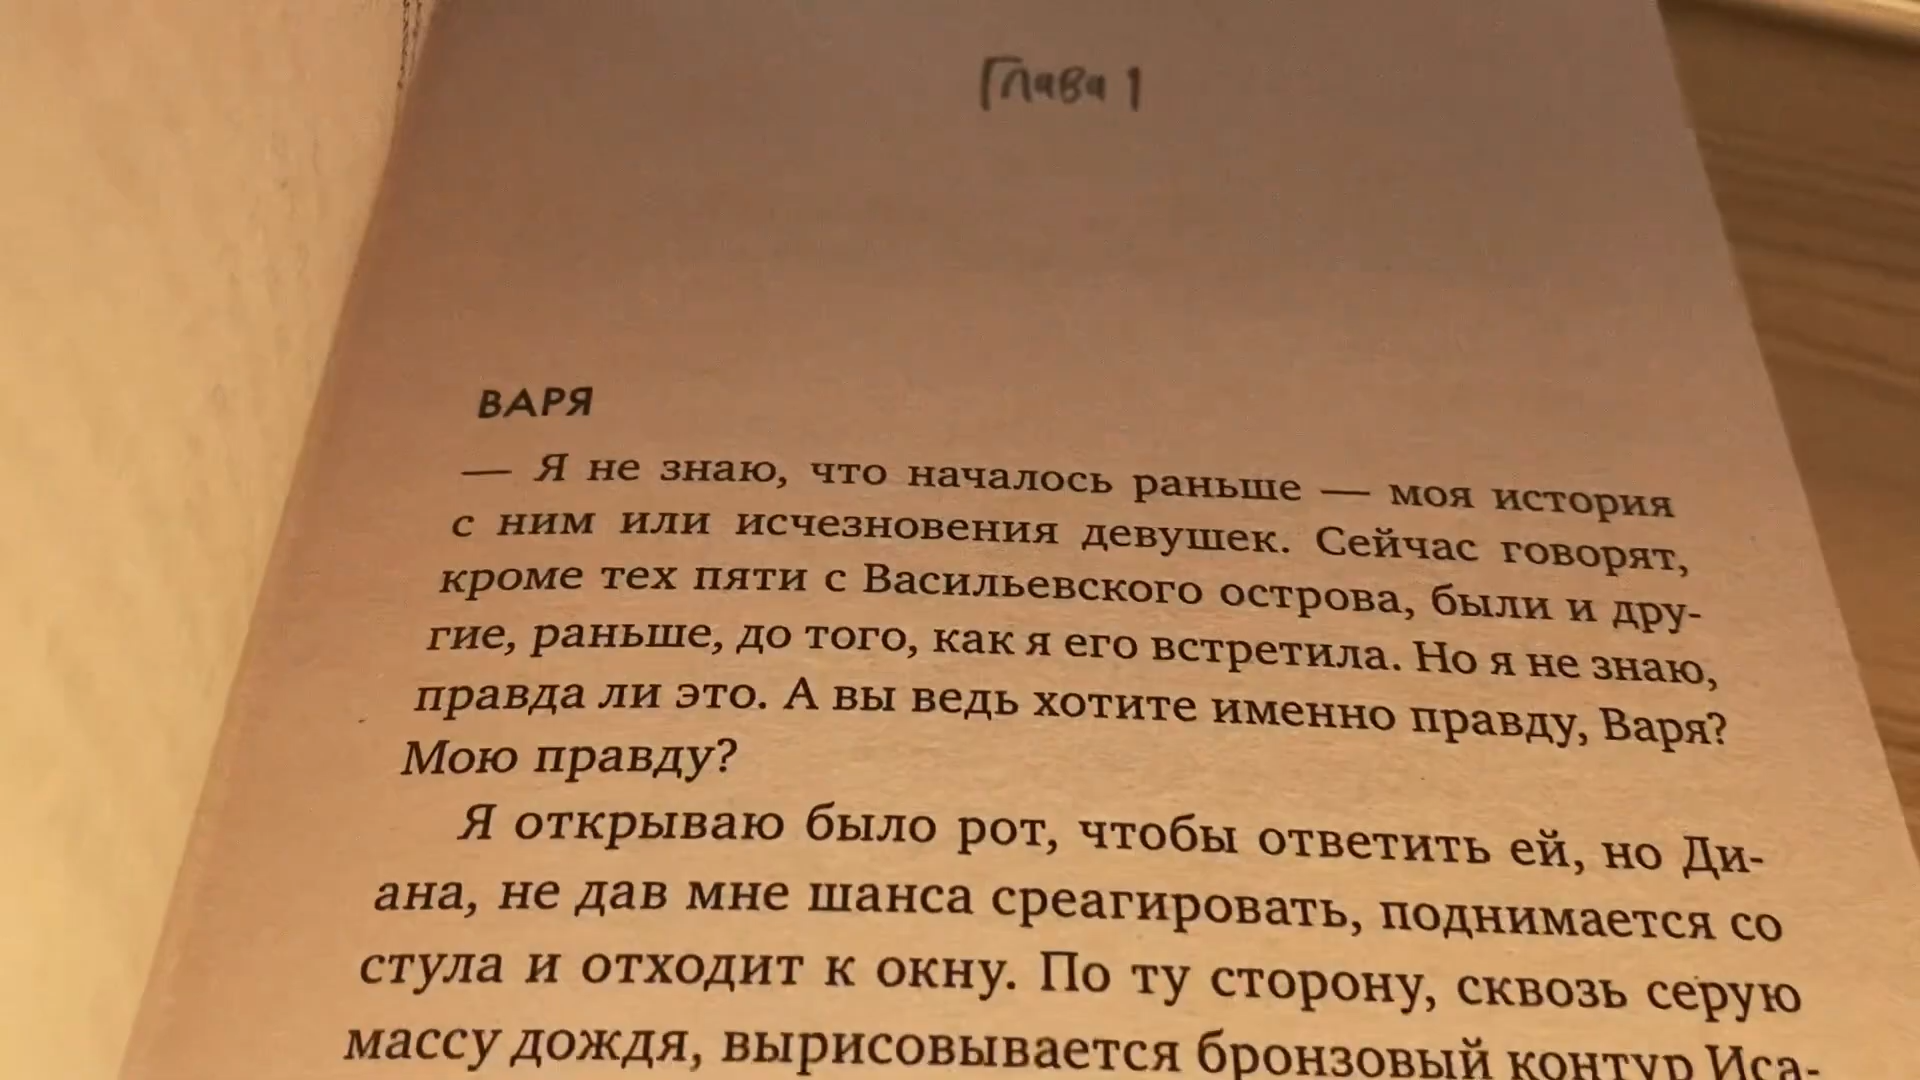 Глава 1
ВАРЯ
— Я не знаю, что началось раньше — моя история
с ним или исчезновения девушек. Сейчас говорят,
кроме тех пяти с Васильевского острова, были и дру-
гие, раньше, до того, как я его встретила. Но я не знаю,
правда ли это. А вы ведь хотите именно правду, Варя?
Мою правду?
Я открываю было рот, чтобы ответить ей, но Ди-
ана, не дав мне шанса среагировать, поднимается со
стула и отходит к окну. По ту сторону, сквозь серую
массу дождя, вырисовывается бронзовый контур Иса-